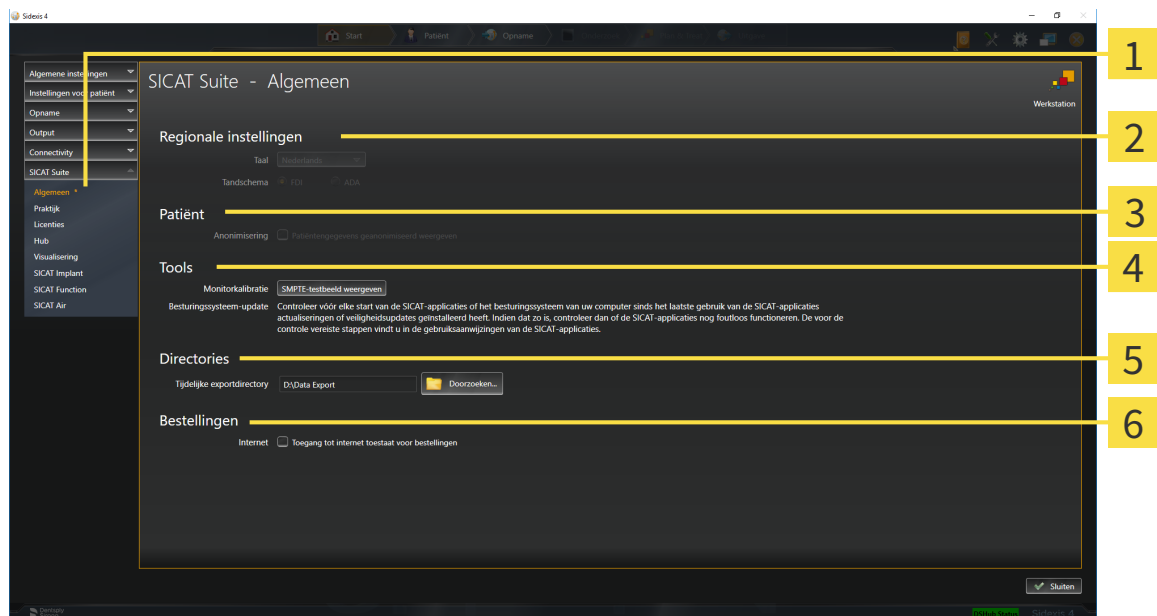 Sidexis 4
Start
Patiënt
Opname
1
Algemene instellingen
Instellingen voor patiënt
Opname
Output
Connectivity
SICAT Suite
Algemeen *
Praktijk
Licenties
Hub
Visualisering
SICAT Implant
SICAT Function
SICAT Air
SICAT Suite - Algemeen
Werkstation
Regionale instellingen
2
Taal Nederlands
Tandschema FDI ADA
Patiënt
3
Anonimisering Patiëntengegevens geanonimiseerd weergeven
Tools
4
Monitorkalibratie SMPTE-testbeeld weergeven
Besturingssysteem-update Controleer vóór elke start van de SICAT-applicaties of het besturingssysteem van uw computer sinds het laatste gebruik van de SICAT-applicaties
actualiseringen of veiligheidsupdates geïnstalleerd heeft. Indien dat zo is, controleer dan of de SICAT-applicaties nog foutloos functioneren. De voor de
controle vereiste stappen vindt u in de gebruiksaanwijzingen van de SICAT-applicaties.
Directories
5
Tijdelijke exportdirectory D:\Data Export Doorzoeken...
Bestellingen
6
Internet Toegang tot internet toestaat voor bestellingen
Sluiten
Dentsply
Sirona
DSHub Status
Sidexis 4